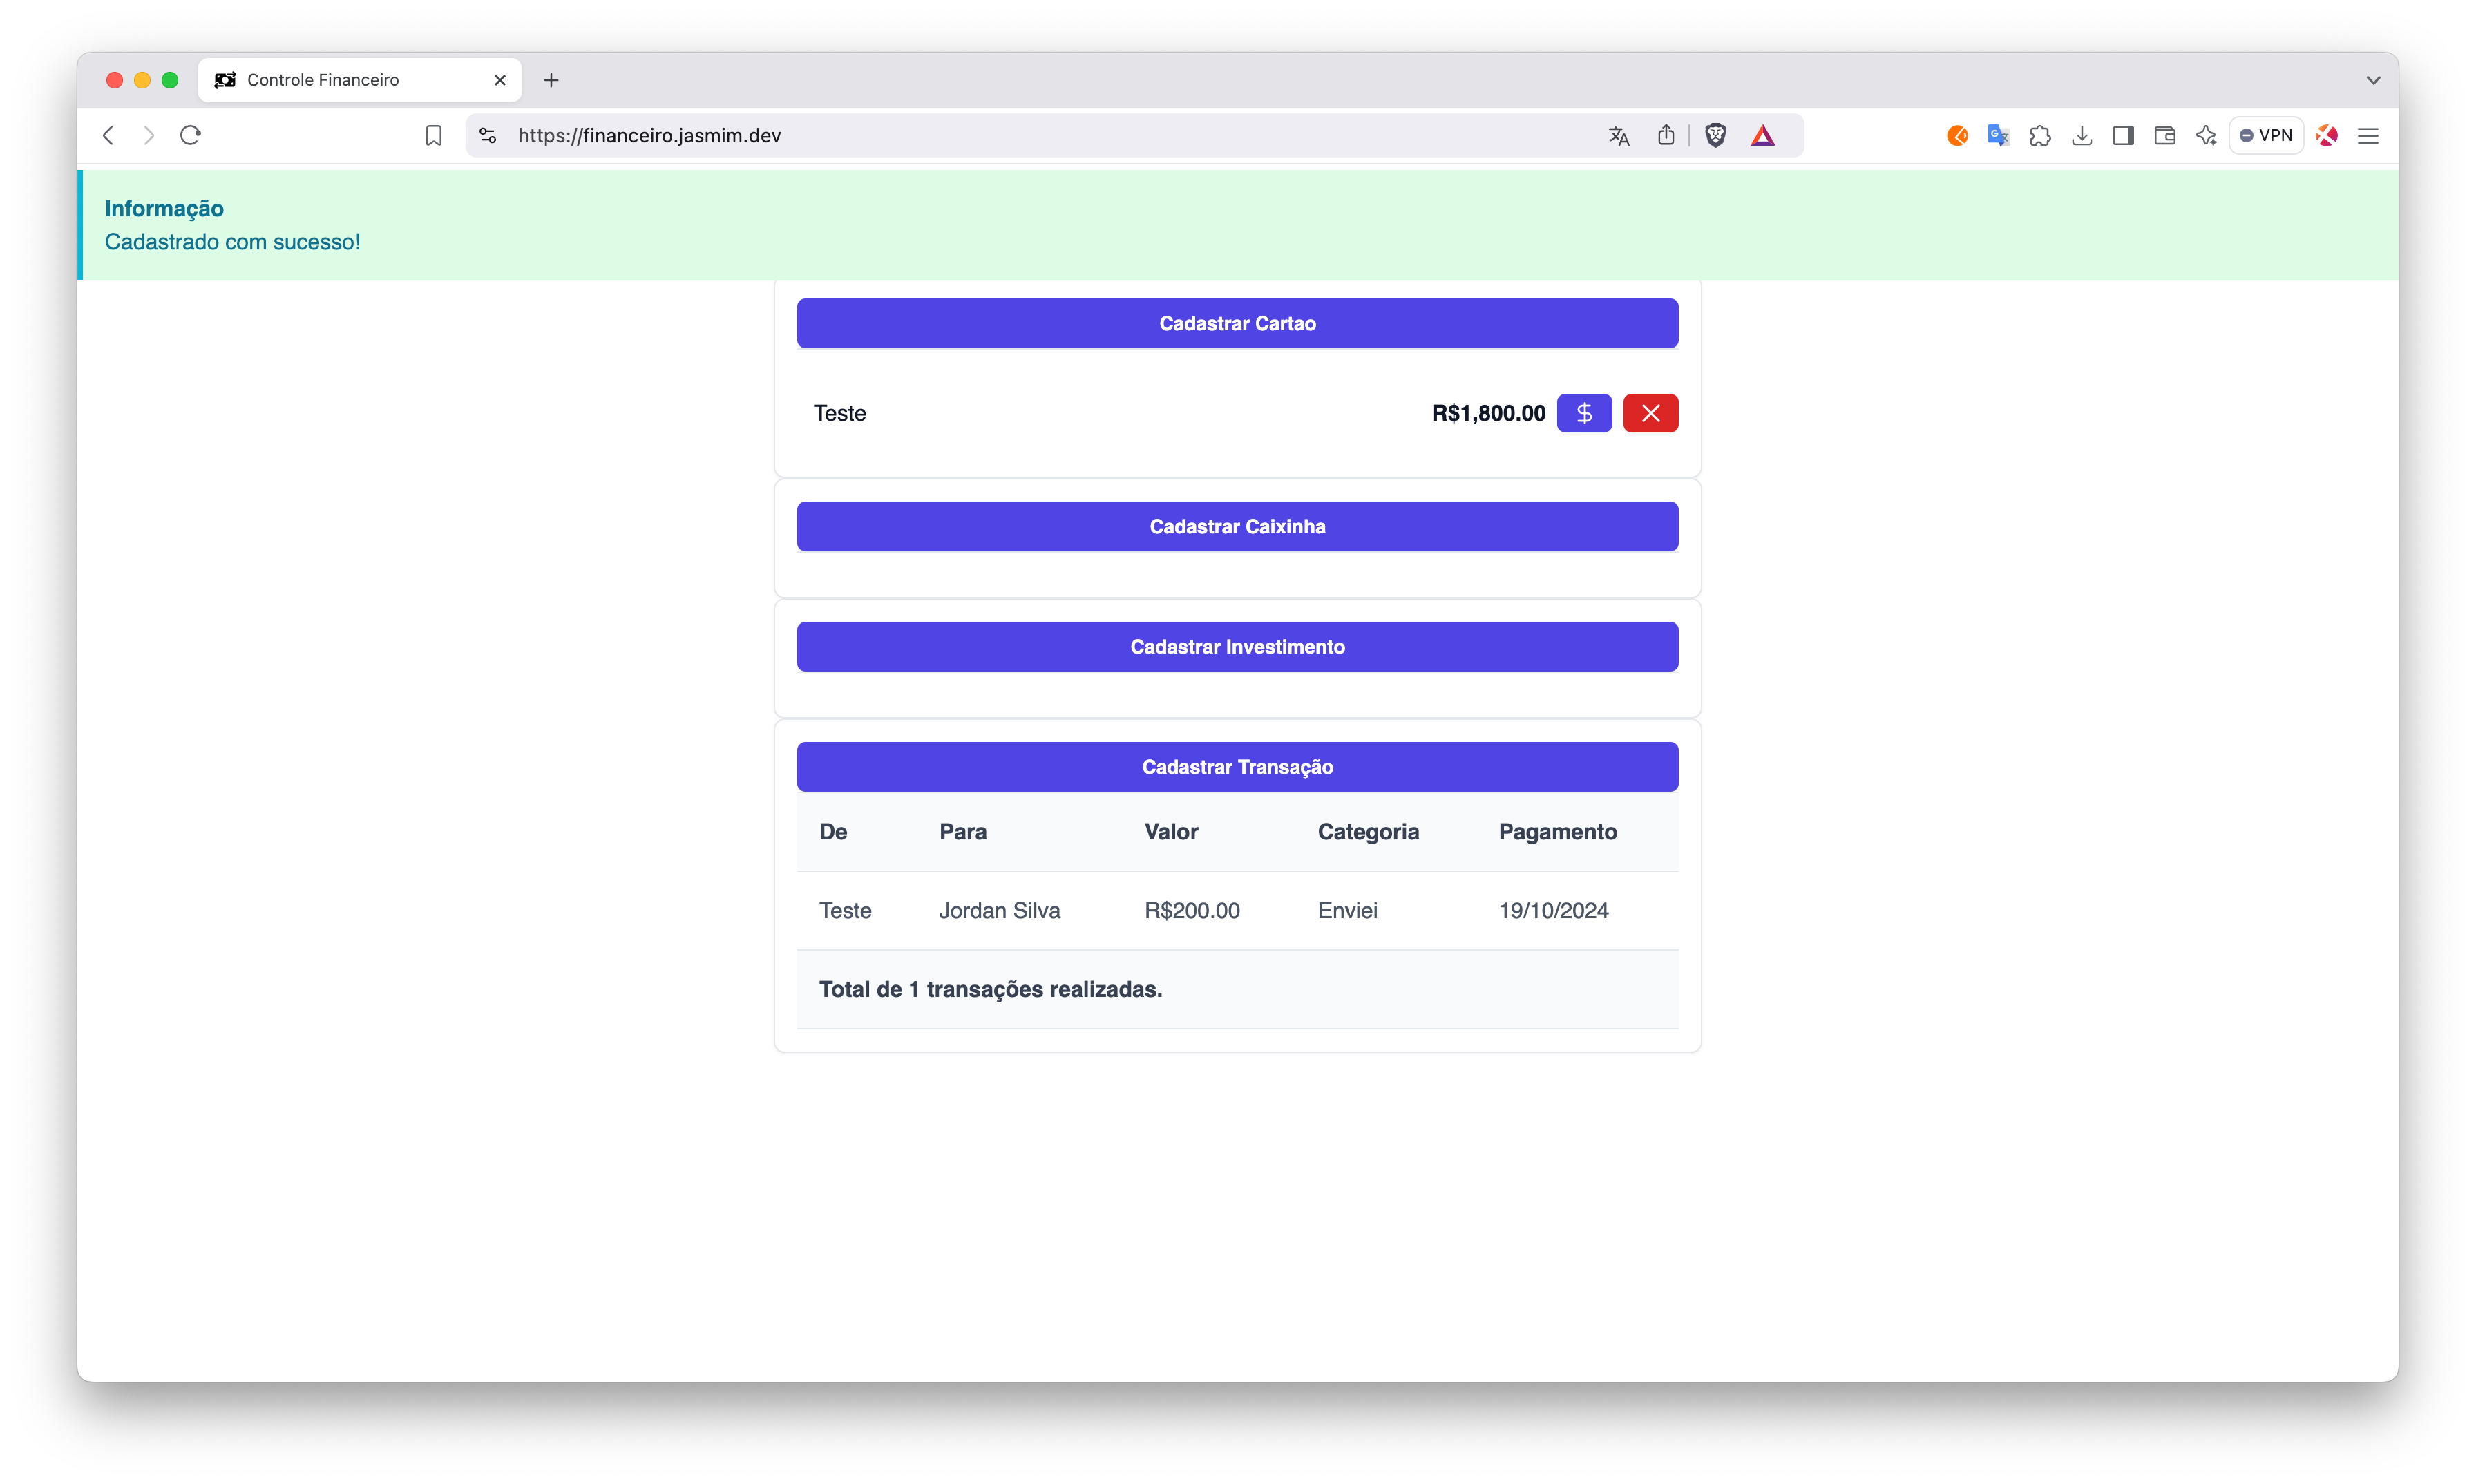 Controle Financeiro
https://financeiro.jasmim.dev
VPN
Informação
Cadastrado com sucesso!
Cadastrar Cartao
Teste R$1,800.00
Cadastrar Caixinha
Cadastrar Investimento
Cadastrar Transação
De Para Valor Categoria Pagamento
Teste Jordan Silva R$200.00 Enviei 19/10/2024
Total de 1 transações realizadas.